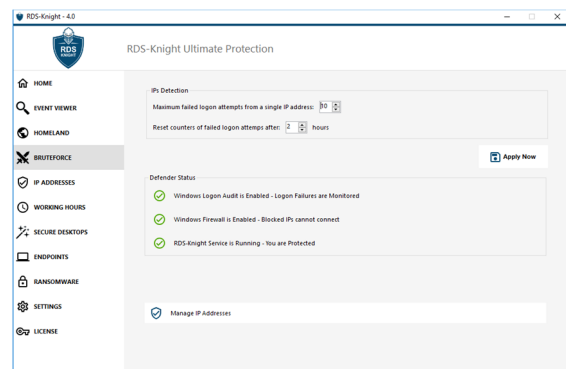 RDS-Knight - 4.0
RDS
KNIGHT
RDS-Knight Ultimate Protection
HOME
EVENT VIEWER
HOMELAND
BRUTEFORCE
IP ADDRESSES
WORKING HOURS
SECURE DESKTOPS
ENDPOINTS
RANSOMWARE
SETTINGS
LICENSE
IPs Detection
Maximum failed logon attempts from a single IP address: 10
Reset counters of failed logon attemps after: 2 hours
Apply Now
Defender Status
Windows Logon Audit is Enabled - Logon Failures are Monitored
Windows Firewall is Enabled - Blocked IPs cannot connect
RDS-Knight Service is Running - You are Protected
Manage IP Addresses